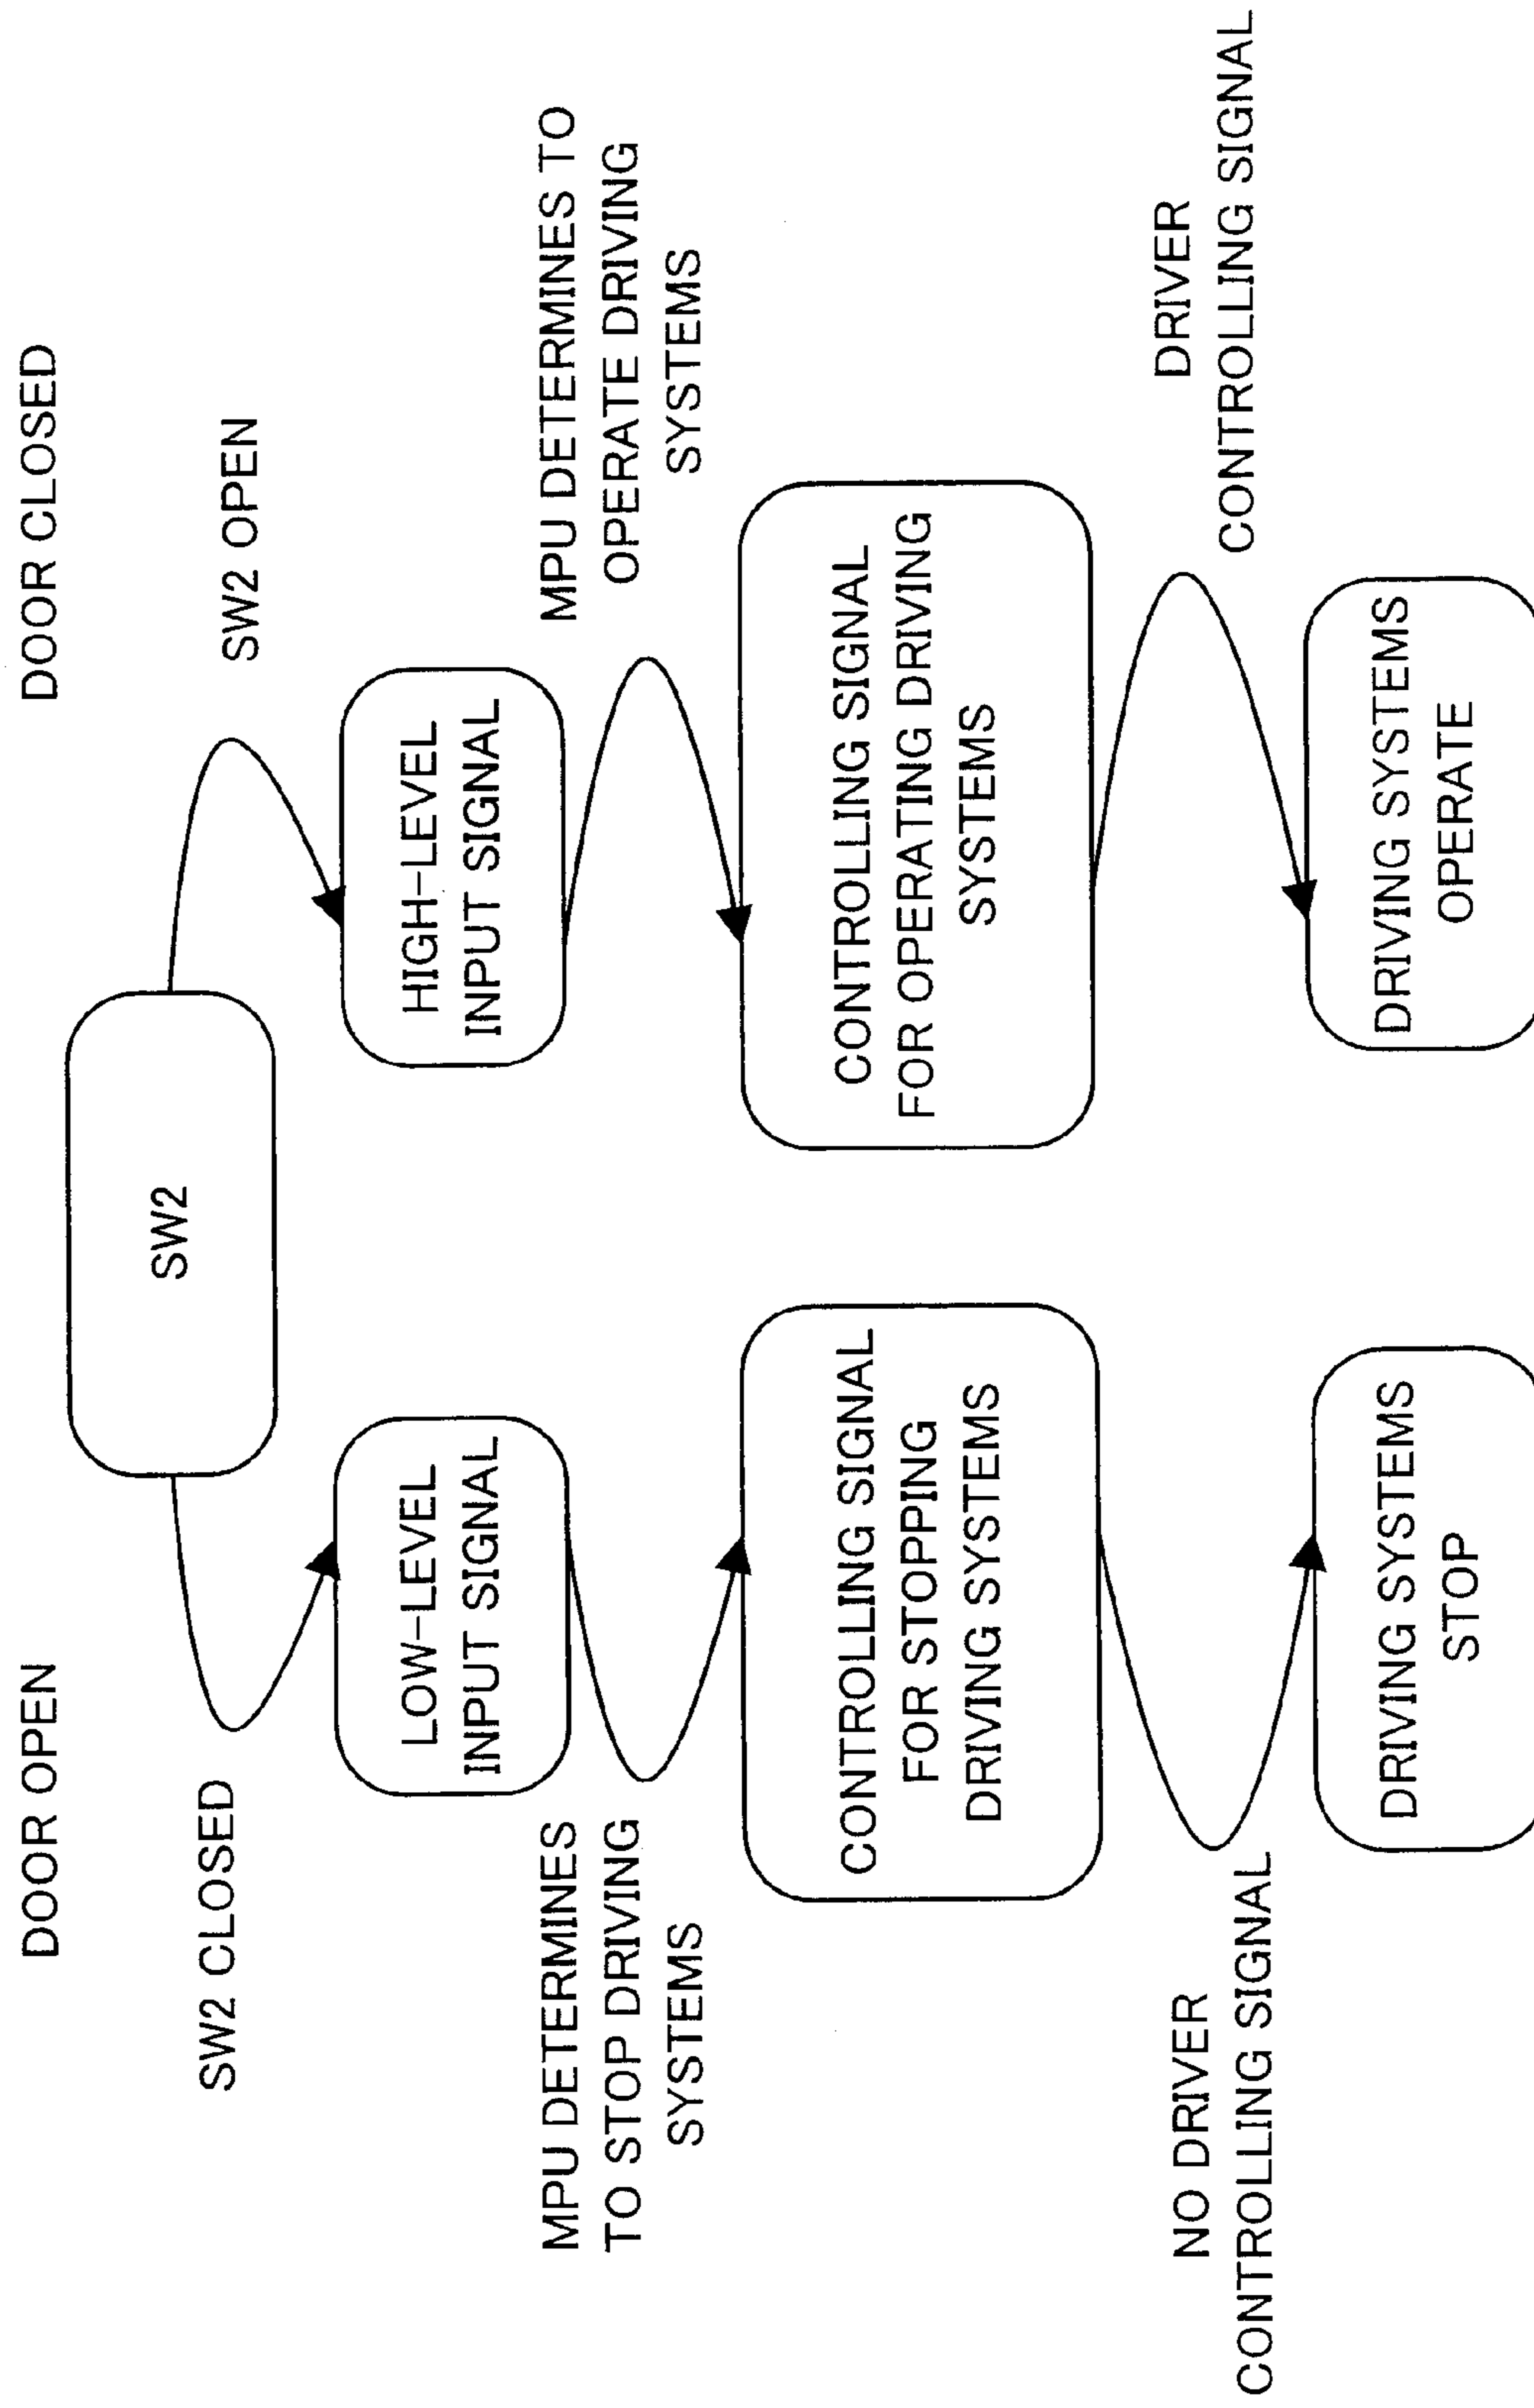 DOOR OPEN
DOOR CLOSED
SW2
SW2 CLOSED
SW2 OPEN
LOW-LEVEL
INPUT SIGNAL
HIGH-LEVEL
INPUT SIGNAL
MPU DETERMINES
TO STOP DRIVING
SYSTEMS
MPU DETERMINES TO
OPERATE DRIVING
SYSTEMS
CONTROLLING SIGNAL
FOR STOPPING
DRIVING SYSTEMS
CONTROLLING SIGNAL
FOR OPERATING DRIVING
SYSTEMS
NO DRIVER
CONTROLLING SIGNAL
DRIVER
CONTROLLING SIGNAL
DRIVING SYSTEMS
STOP
DRIVING SYSTEMS
OPERATE